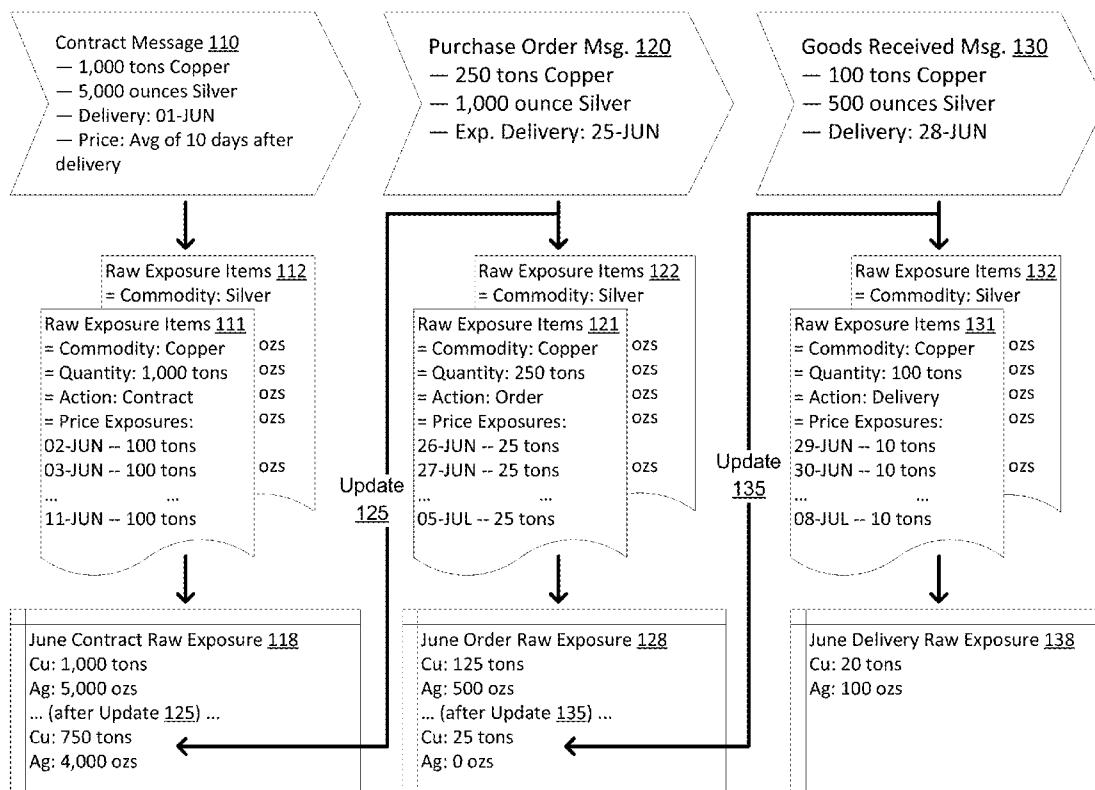 Contract Message 110
— 1,000 tons Copper
— 5,000 ounces Silver
— Delivery: 01-JUN
— Price: Avg of 10 days after
delivery
Purchase Order Msg. 120
— 250 tons Copper
— 1,000 ounce Silver
— Exp. Delivery: 25-JUN
Goods Received Msg. 130
— 100 tons Copper
— 500 ounces Silver
— Delivery: 28-JUN
Raw Exposure Items 112
= Commodity: Silver
ozs
ozs
ozs
ozs
ozs
Raw Exposure Items 111
= Commodity: Copper
= Quantity: 1,000 tons
= Action: Contract
= Price Exposures:
02-JUN -- 100 tons
03-JUN -- 100 tons
... ...
11-JUN -- 100 tons
Update
125
Raw Exposure Items 122
= Commodity: Silver
ozs
ozs
ozs
ozs
ozs
Raw Exposure Items 121
= Commodity: Copper
= Quantity: 250 tons
= Action: Order
= Price Exposures:
26-JUN -- 25 tons
27-JUN -- 25 tons
... ...
05-JUL -- 25 tons
Update
135
Raw Exposure Items 132
= Commodity: Silver
ozs
ozs
ozs
ozs
ozs
Raw Exposure Items 131
= Commodity: Copper
= Quantity: 100 tons
= Action: Delivery
= Price Exposures:
29-JUN -- 10 tons
30-JUN -- 10 tons
... ...
08-JUL -- 10 tons
June Contract Raw Exposure 118
Cu: 1,000 tons
Ag: 5,000 ozs
... (after Update 125) ...
Cu: 750 tons
Ag: 4,000 ozs
June Order Raw Exposure 128
Cu: 125 tons
Ag: 500 ozs
... (after Update 135) ...
Cu: 25 tons
Ag: 0 ozs
June Delivery Raw Exposure 138
Cu: 20 tons
Ag: 100 ozs